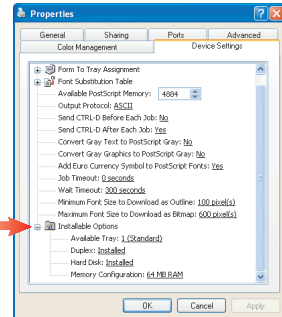 Properties
General Sharing Ports Advanced
Color Management Device Settings
Form To Tray Assignment
Font Substitution Table
Available PostScript Memory: 4884
Output Protocol: ASCII
Send CTRL-D Before Each Job: No
Send CTRL-D After Each Job: Yes
Convert Gray Text to PostScript Gray: No
Convert Gray Graphics to PostScript Gray: No
Add Euro Currency Symbol to PostScript Fonts: Yes
Job Timeout: 0 seconds
Wait Timeout: 300 seconds
Minimum Font Size to Download as Outline: 100 pixel(s)
Maximum Font Size to Download as Bitmap: 600 pixel(s)
Installable Options
Available Tray: 1 (Standard)
Duplex: Installed
Hard Disk: Installed
Memory Configuration: 64 MB RAM
OK Cancel Apply